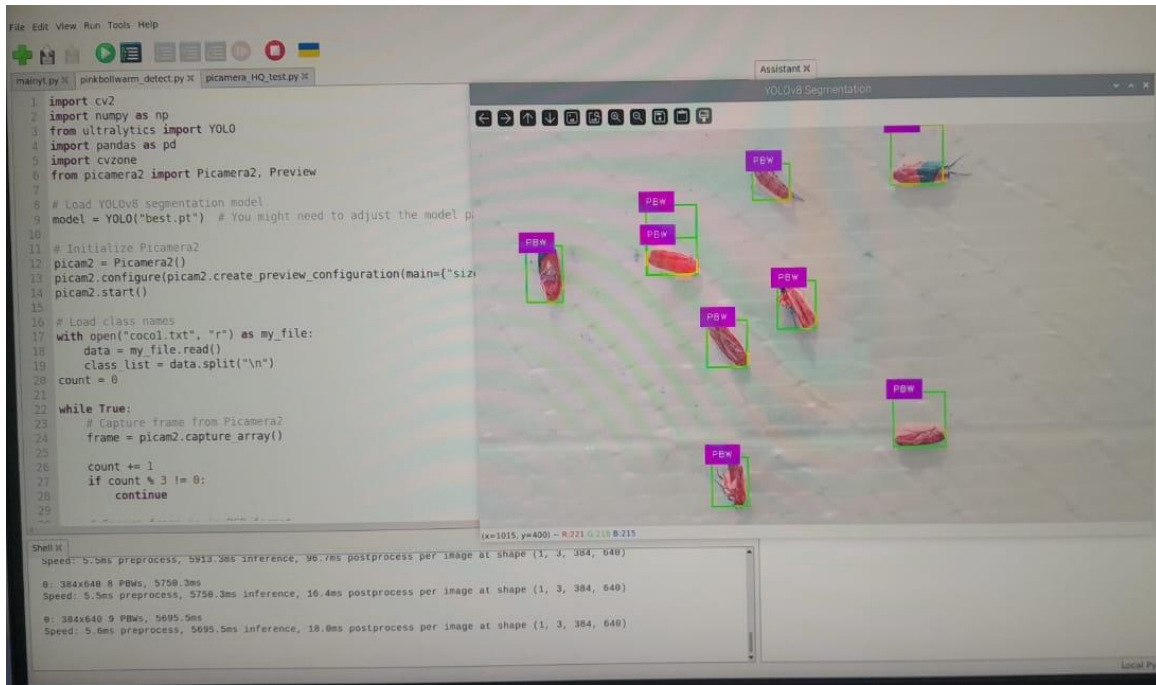 File Edit View Run Tools Help
mainyt.py pinkbollwarm_detect.py picamera_HQ_test.py
1 import cv2
2 import numpy as np
3 from ultralytics import YOLO
4 import pandas as pd
5 import cvzone
6 from picamera2 import Picamera2, Preview
7
8 # Load YOLOv8 segmentation model
9 model = YOLO("best.pt") # You might need to adjust the model p
10
11 # Initialize Picamera2
12 picam2 = Picamera2()
13 picam2.configure(picam2.create_preview_configuration(main={"siz
14 picam2.start()
15
16 # Load class names
17 with open("coco1.txt", "r") as my_file:
18 data = my_file.read()
19 class_list = data.split("\n")
20 count = 0
21
22 while True:
23 # Capture frame from Picamera2
24 frame = picam2.capture_array()
25
26 count += 1
27 if count % 3 != 0:
28 continue
29
Assistant
YOLOv8 Segmentation
PBW
PBW
PBW
PBW
PBW
PBW
PBW
PBW
(x=1015, y=400) ~ R:221 G:218 B:215
Shell
Speed: 5.5ms preprocess, 5913.3ms inference, 96.7ms postprocess per image at shape (1, 3, 384, 640)
0: 384x640 8 PBWs, 5750.3ms
Speed: 5.5ms preprocess, 5750.3ms inference, 16.4ms postprocess per image at shape (1, 3, 384, 640)
0: 384x640 9 PBWs, 5695.5ms
Speed: 5.6ms preprocess, 5695.5ms inference, 18.0ms postprocess per image at shape (1, 3, 384, 640)
Local Py